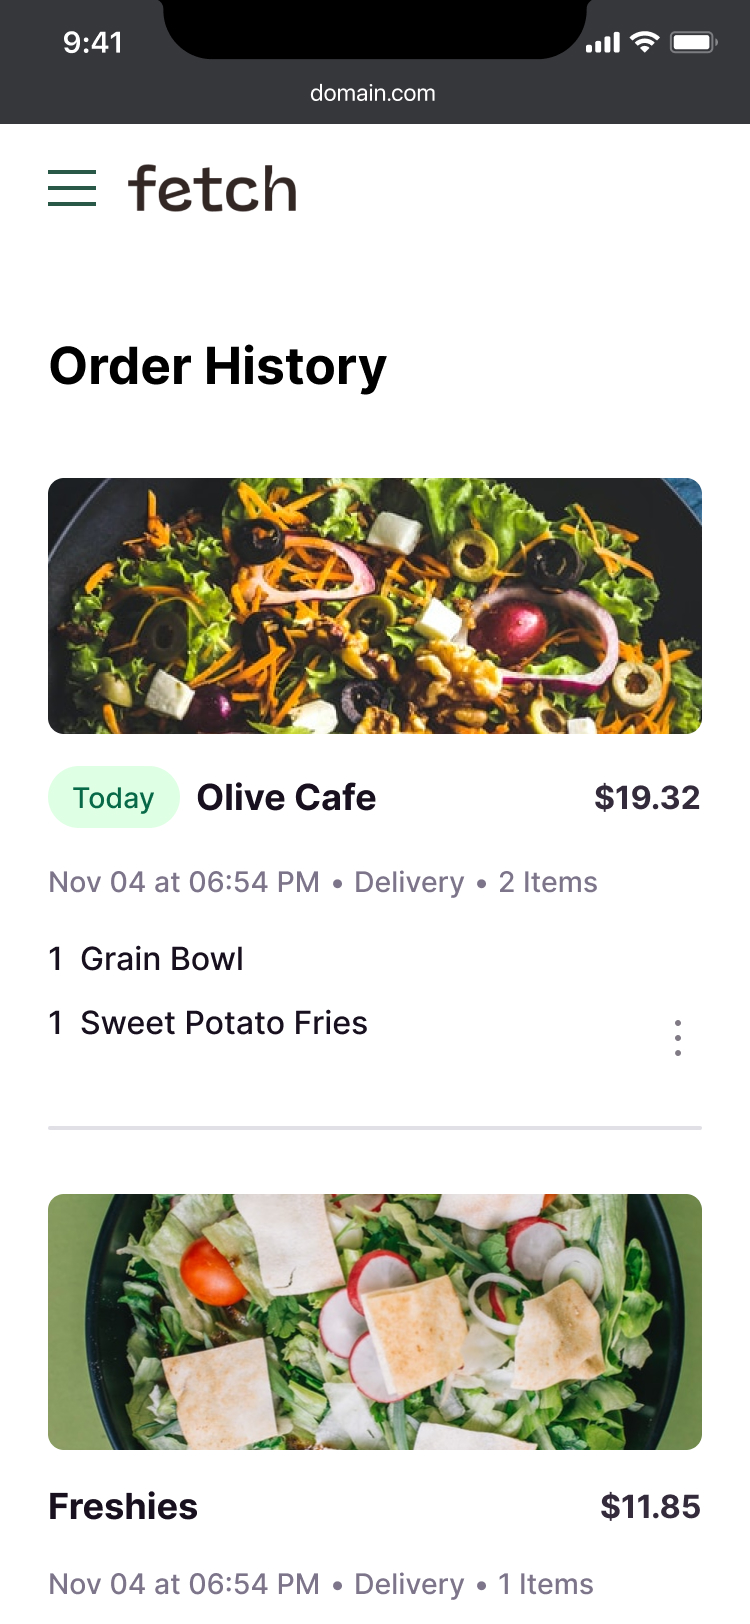 9:41
domain.com
fetch
Order History
Today Olive Cafe $19.32
Nov 04 at 06:54 PM • Delivery • 2 Items
1 Grain Bowl
1 Sweet Potato Fries
Freshies $11.85
Nov 04 at 06:54 PM • Delivery • 1 Items